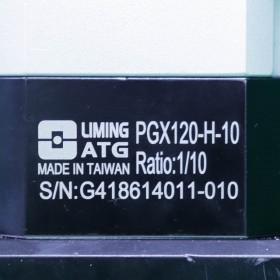 LIMING PGX120-H-10
ATG
MADE IN TAIWAN Ratio:1/10
S/N:G418614011-010